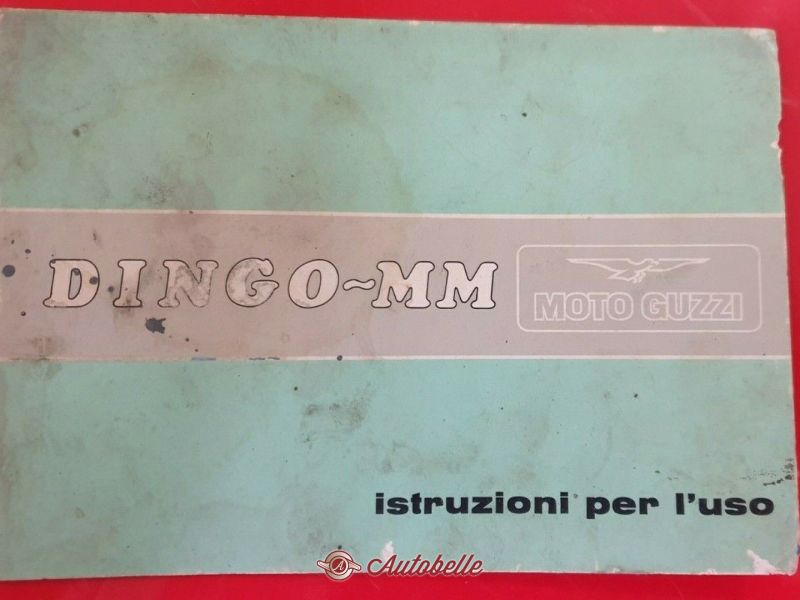 DINGO~MM
MOTO GUZZI
istruzioni per l'uso
A Autobelle